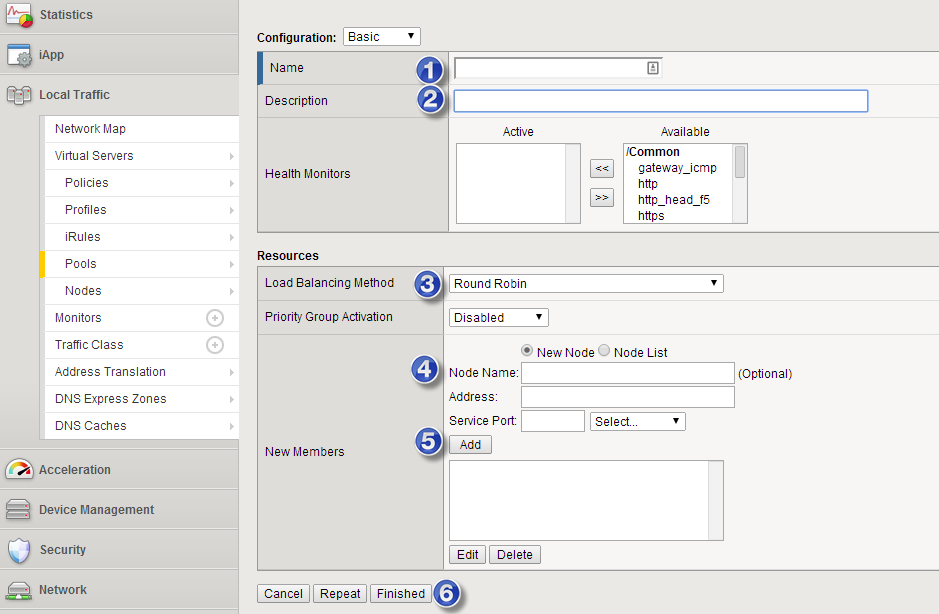 Statistics
iApp
Local Traffic
Network Map
Virtual Servers
Policies
Profiles
iRules
Pools
Nodes
Monitors
Traffic Class
Address Translation
DNS Express Zones
DNS Caches
Acceleration
Device Management
Security
Network
Configuration: Basic
Name 1
Description 2
Health Monitors
Active
Available
<<
>>
/Common
gateway_icmp
http
http_head_f5
https
Resources
Load Balancing Method 3 Round Robin
Priority Group Activation Disabled
New Members
4
New Node Node List
Node Name: (Optional)
Address:
Service Port: Select...
5 Add
Edit Delete
Cancel Repeat Finished 6